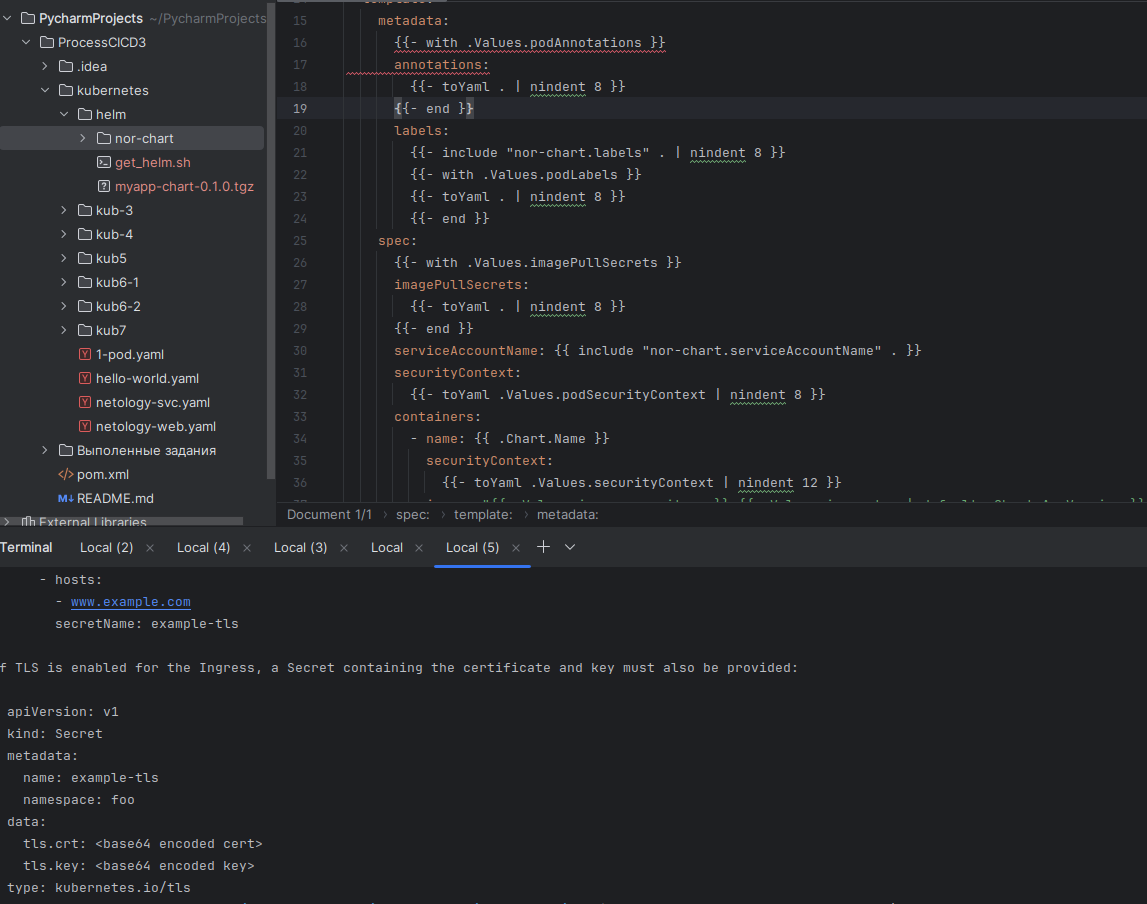 PycharmProjects ~/PycharmProjects
ProcessCICD3
.idea
kubernetes
helm
nor-chart
get_helm.sh
myapp-chart-0.1.0.tgz
kub-3
kub-4
kub5
kub6-1
kub6-2
kub7
1-pod.yaml
hello-world.yaml
netology-svc.yaml
netology-web.yaml
Выполенные задания
pom.xml
README.md
External Libraries
15 metadata:
16 {{- with .Values.podAnnotations }}
17 annotations:
18 {{- toYaml . | nindent 8 }}
19 {{- end }}
20 labels:
21 {{- include "nor-chart.labels" . | nindent 8 }}
22 {{- with .Values.podLabels }}
23 {{- toYaml . | nindent 8 }}
24 {{- end }}
25 spec:
26 {{- with .Values.imagePullSecrets }}
27 imagePullSecrets:
28 {{- toYaml . | nindent 8 }}
29 {{- end }}
30 serviceAccountName: {{ include "nor-chart.serviceAccountName" . }}
31 securityContext:
32 {{- toYaml .Values.podSecurityContext | nindent 8 }}
33 containers:
34 - name: {{ .Chart.Name }}
35 securityContext:
36 {{- toYaml .Values.securityContext | nindent 12 }}
Document 1/1 › spec: › template: › metadata:
Terminal Local (2) × Local (4) × Local (3) × Local × Local (5) × +
- hosts:
- www.example.com
secretName: example-tls
f TLS is enabled for the Ingress, a Secret containing the certificate and key must also be provided:
apiVersion: v1
kind: Secret
metadata:
name: example-tls
namespace: foo
data:
tls.crt: <base64 encoded cert>
tls.key: <base64 encoded key>
type: kubernetes.io/tls